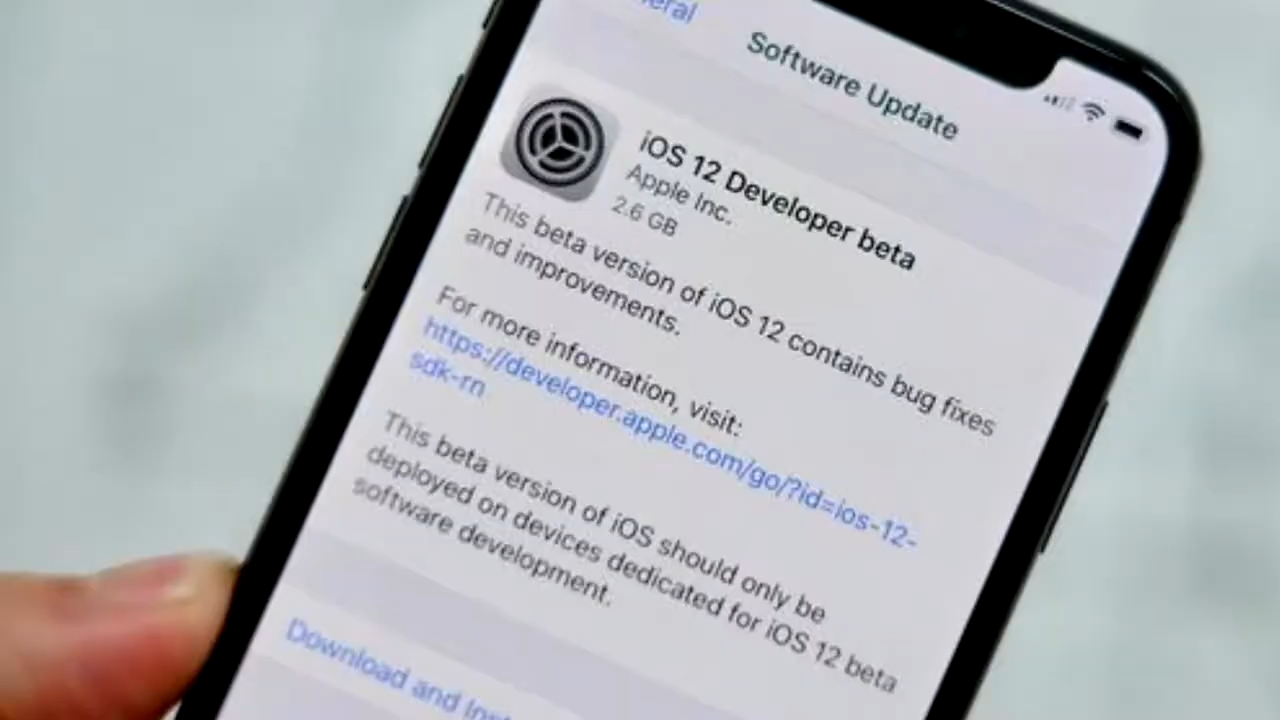 Software Update
iOS 12 Developer beta
Apple Inc.
2.6 GB
This beta version of iOS 12 contains bug fixes
and improvements.
For more information, visit:
https://developer.apple.com/go/?id=ios-12-
sdk-rn
This beta version of iOS should only be
deployed on devices dedicated for iOS 12 beta
software development.
Download and